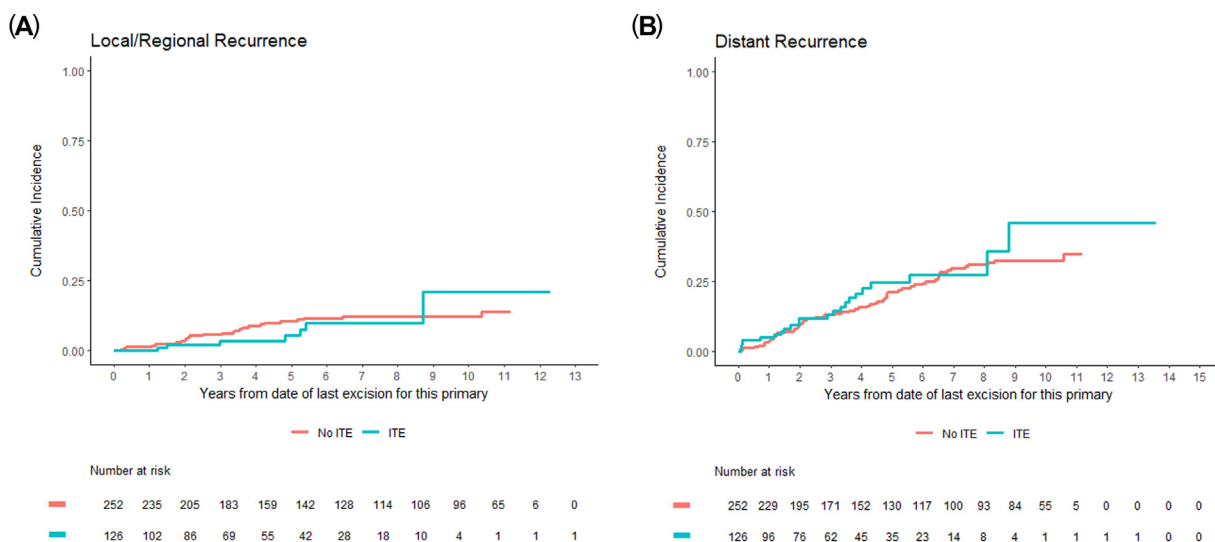 (A)
Local/Regional Recurrence
1.00
0.75
0.50
0.25
0.00
Cumulative Incidence
0 1 2 3 4 5 6 7 8 9 10 11 12 13
Years from date of last excision for this primary
No ITE ITE
Number at risk
252 235 205 183 159 142 128 114 106 96 65 6 0
126 102 86 69 55 42 28 18 10 4 1 1 1
(B)
Distant Recurrence
1.00
0.75
0.50
0.25
0.00
Cumulative Incidence
0 1 2 3 4 5 6 7 8 9 10 11 12 13 14 15
Years from date of last excision for this primary
No ITE ITE
Number at risk
252 229 195 171 152 130 117 100 93 84 55 5 0 0 0 0
126 96 76 62 45 35 23 14 8 4 1 1 1 1 0 0